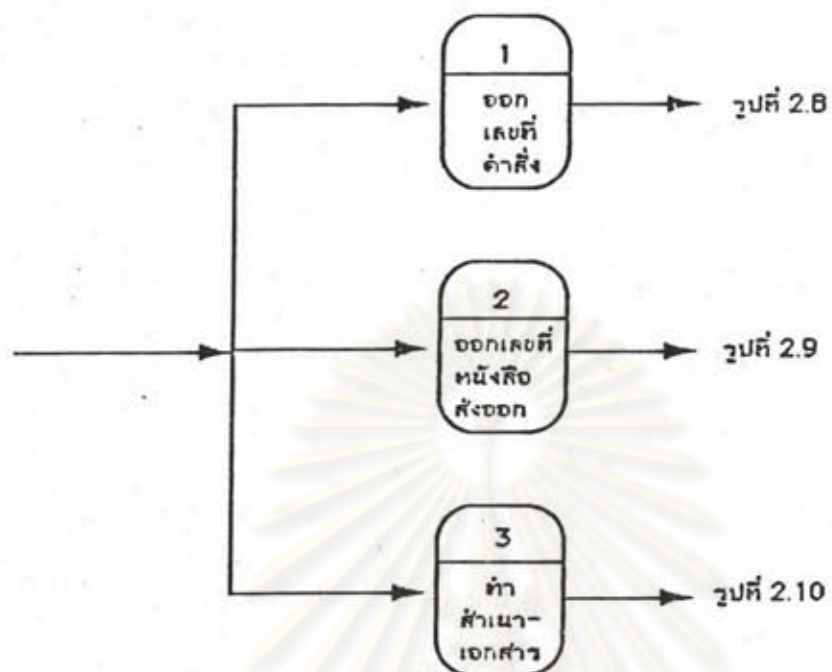 1
ออก
เลขที่
คำสั่ง
รูปที่ 2.8
2
ออกเลขที่
หนังสือ
ส่งออก
รูปที่ 2.9
3
ทำ
สำเนา-
เอกสาร
รูปที่ 2.10